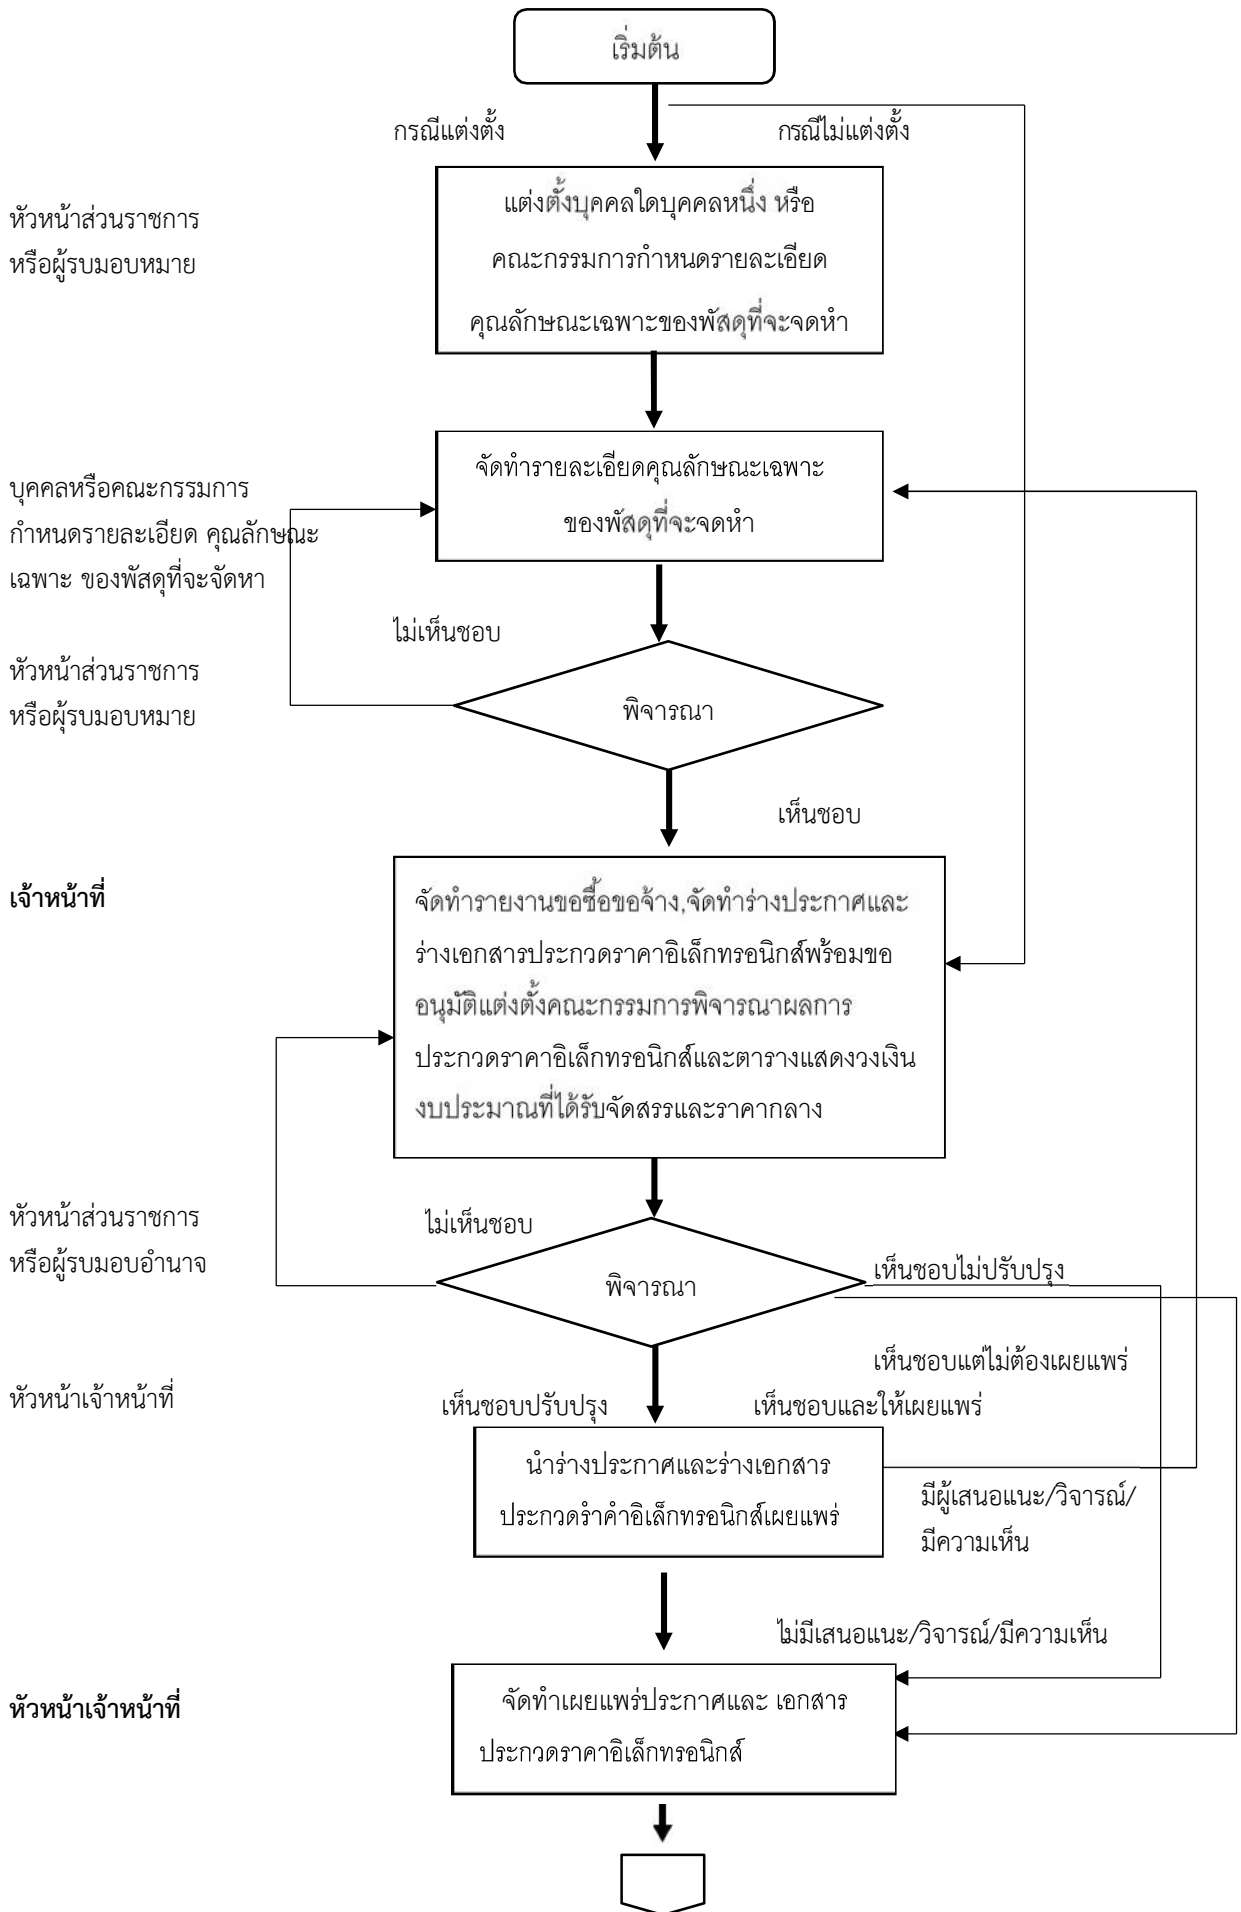 เริ่มต้น
กรณีแต่งตั้ง
กรณีไม่แต่งตั้ง
หัวหน้าส่วนราชการ
หรือผู้รบมอบหมาย
แต่งตั้งบุคคลใดบุคคลหนึ่ง หรือ
คณะกรรมการกำหนดรายละเอียด
คุณลักษณะเฉพาะของพัสดุที่จะจดหำ
บุคคลหรือคณะกรรมการ
กำหนดรายละเอียด คุณลักษณะ
เฉพาะ ของพัสดุที่จะจัดหา
จัดทำรายละเอียดคุณลักษณะเฉพาะ
ของพัสดุที่จะจดหำ
ไม่เห็นชอบ
หัวหน้าส่วนราชการ
หรือผุ้รบมอบหมาย
พิจารณา
เห็นชอบ
เจ้าหน้าที่
จัดทำรายงานขอซื้อขอจ้าง,จัดทำร่างประกาศและ
ร่างเอกสารประกวดราคาอิเล็กทรอนิกส์พร้อมขอ
อนุมัติแต่งตั้งคณะกรรมการพิจารณาผลการ
ประกวดราคาอิเล็กทรอนิกส์และตารางแสดงวงเงิน
งบประมาณที่ได้รับจัดสรรและราคากลาง
หัวหน้าส่วนราชการ
หรือผู้รบมอบอำนาจ
ไม่เห็นชอบ
พิจารณา
เห็นชอบไม่ปรับปรุง
เห็นชอบแต่ไม่ต้องเผยแพร่
หัวหน้าเจ้าหน้าที่
เห็นชอบปรับปรุง
เห็นชอบและให้เผยแพร่
นำร่างประกาศและร่างเอกสาร
ประกวดรำคำอิเล็กทรอนิกส์เผยแพร่
มีผู้เสนอแนะ/วิจารณ์/
มีความเห็น
ไม่มีเสนอแนะ/วิจารณ์/มีความเห็น
หัวหน้าเจ้าหน้าที่
จัดทำเผยแพร่ประกาศและ เอกสาร
ประกวดราคาอิเล็กทรอนิกส์